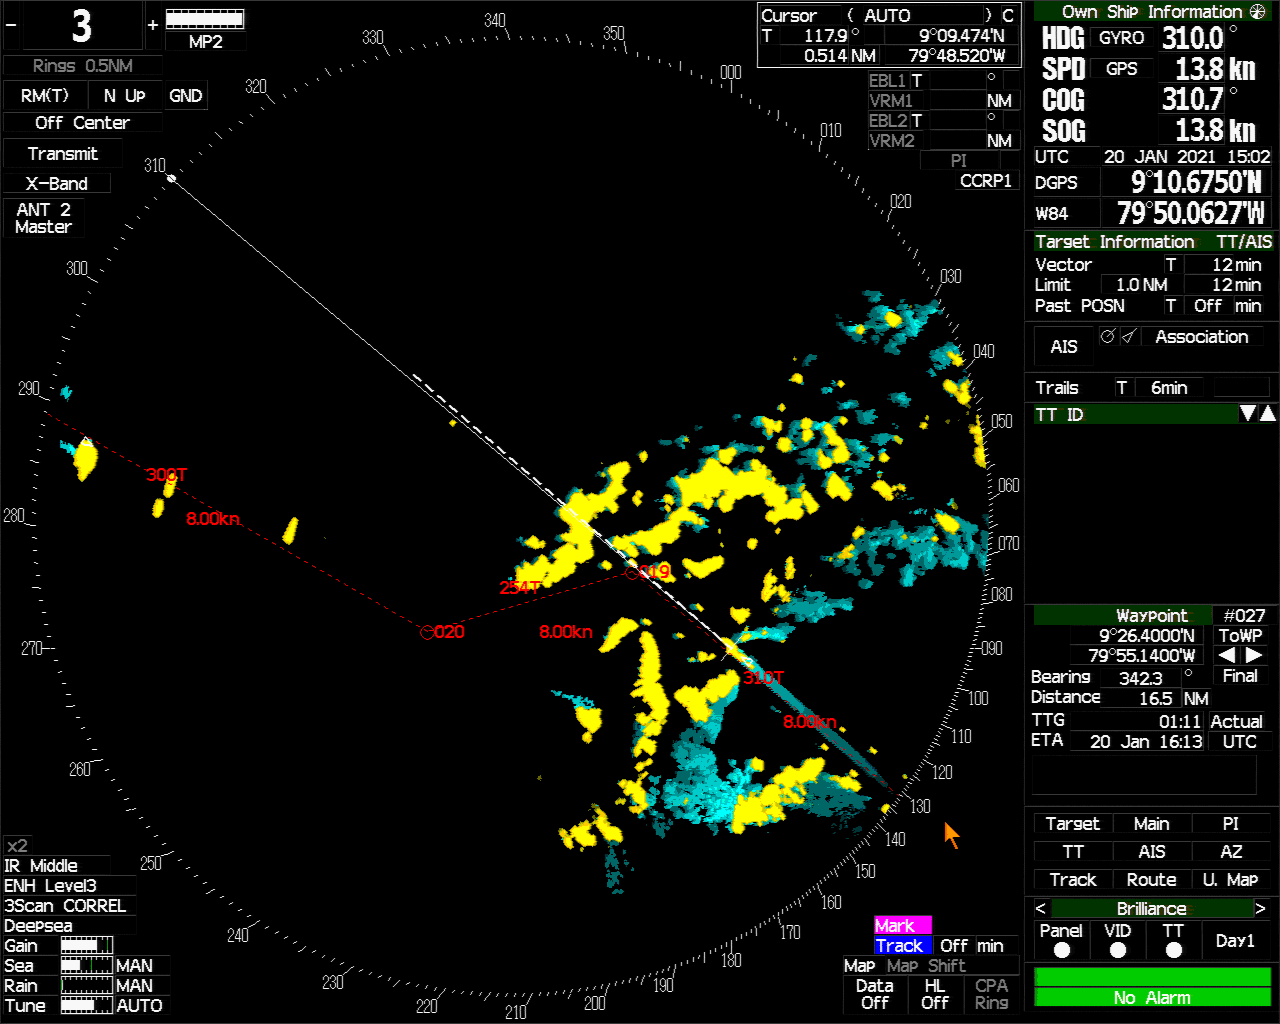 − 3 +
MP2
Rings 0.5NM
RM(T) N Up GND
Off Center
Transmit
X-Band
ANT 2
Master
Cursor ( AUTO ) C
T 117.9 ° 9°09.474'N
0.514 NM 79°48.520'W
EBL1 T °
VRM1 NM
EBL2 T °
VRM2 NM
PI
CCRP1
340
350
330
000
320
010
310
020
300
030
040
290
050
060
280
070
080
270
090
100
260
110
120
130
250
140
150
240
160
170
230
180
220
190
200
210
309T
8.00kn
254T
019
020
8.00kn
310T
8.00kn
x2
IR Middle
ENH Level3
3Scan CORREL
Deepsea
Gain
Sea MAN
Rain MAN
Tune AUTO
Mark
Track Off min
Map Map Shift
Data Off
HL Off
CPA Ring
Own Ship Information
HDG GYRO 310.0 °
SPD GPS 13.8 kn
COG 310.7 °
SOG 13.8 kn
UTC 20 JAN 2021 15:02
DGPS 9°10.6750'N
W84 79°50.0627'W
Target Information TT/AIS
Vector T 12 min
Limit 1.0 NM 12 min
Past POSN T Off min
AIS Association
Trails T 6min
TT ID ▼▲
Waypoint #027
9°26.4000'N ToWP
79°55.1400'W ◀ ▶
Bearing 342.3 ° Final
Distance 16.5 NM
TTG 01:11 Actual
ETA 20 Jan 16:13 UTC
Target Main PI
TT AIS AZ
Track Route U. Map
< Brilliance >
Panel VID TT Day1
No Alarm